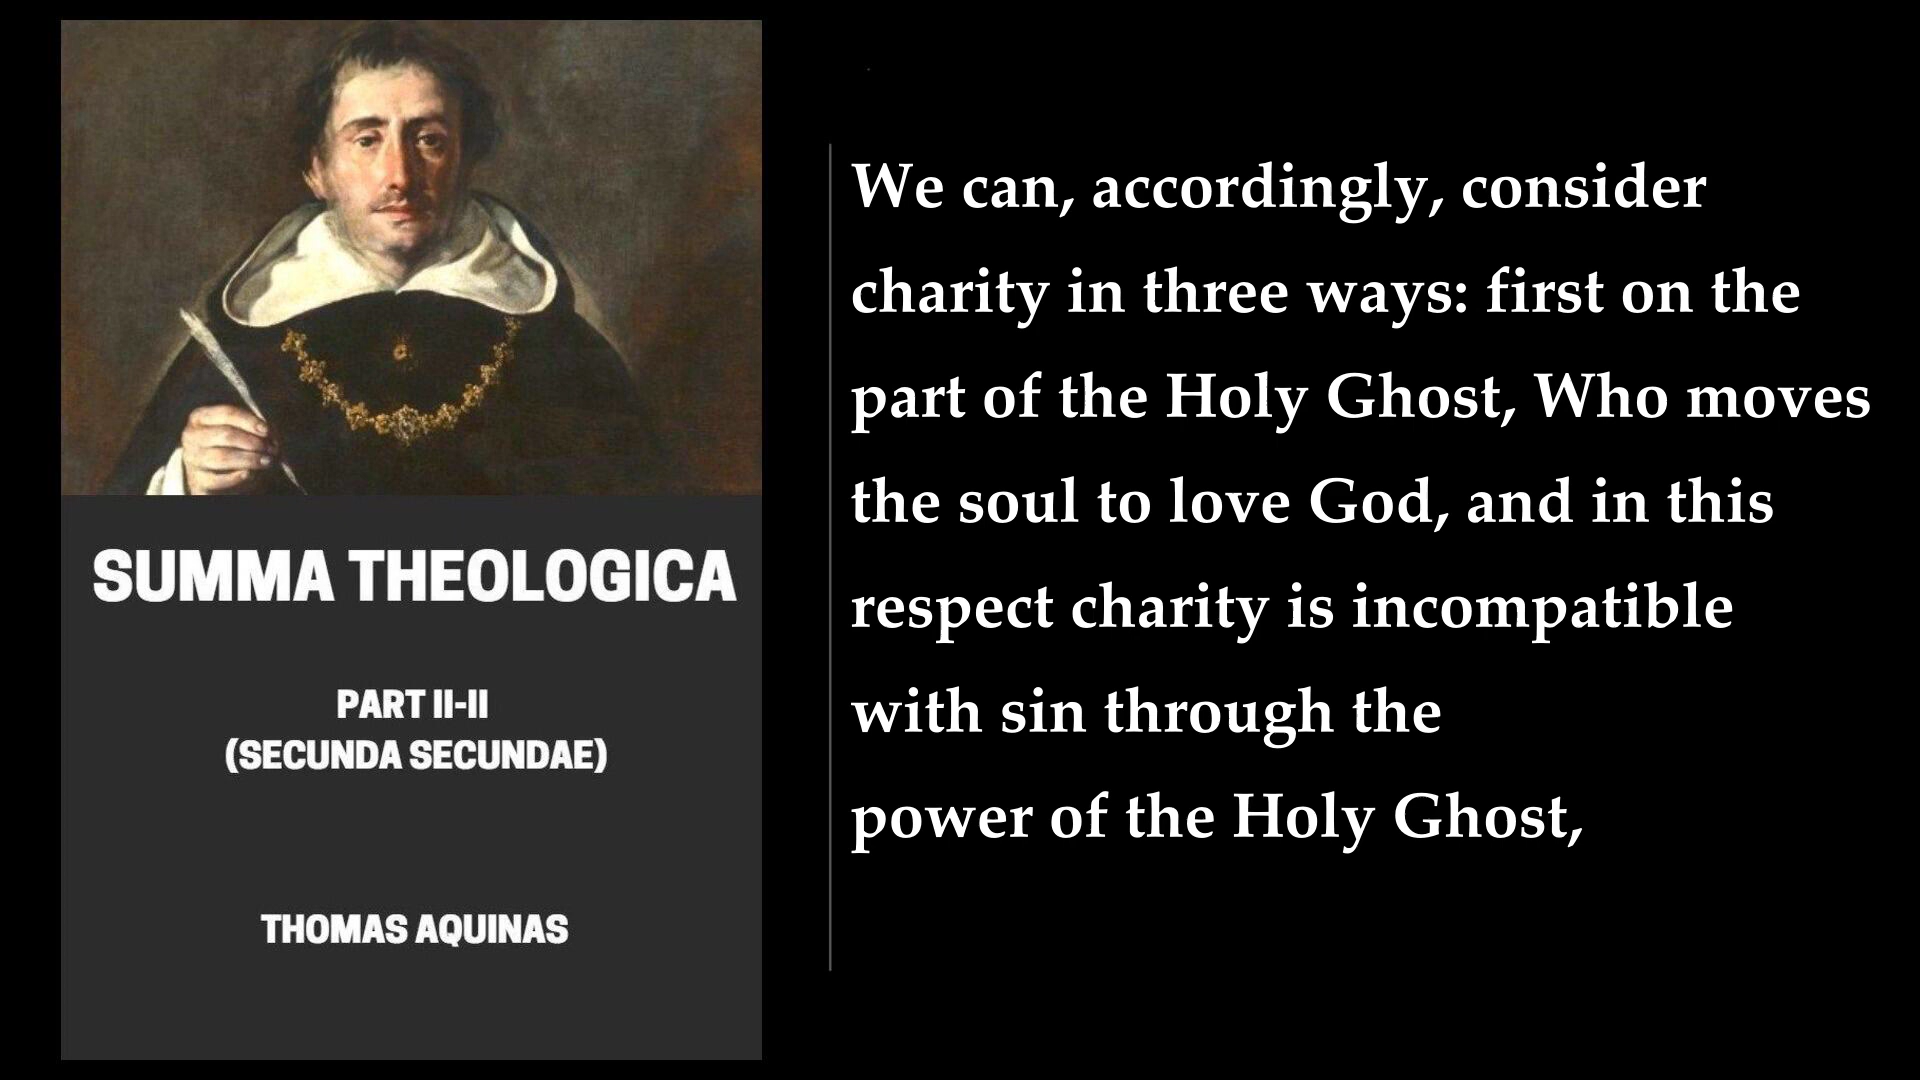 SUMMA THEOLOGICA
PART II-II
(SECUNDA SECUNDAE)
THOMAS AQUINAS
We can, accordingly, consider
charity in three ways: first on the
part of the Holy Ghost, Who moves
the soul to love God, and in this
respect charity is incompatible
with sin through the
power of the Holy Ghost,